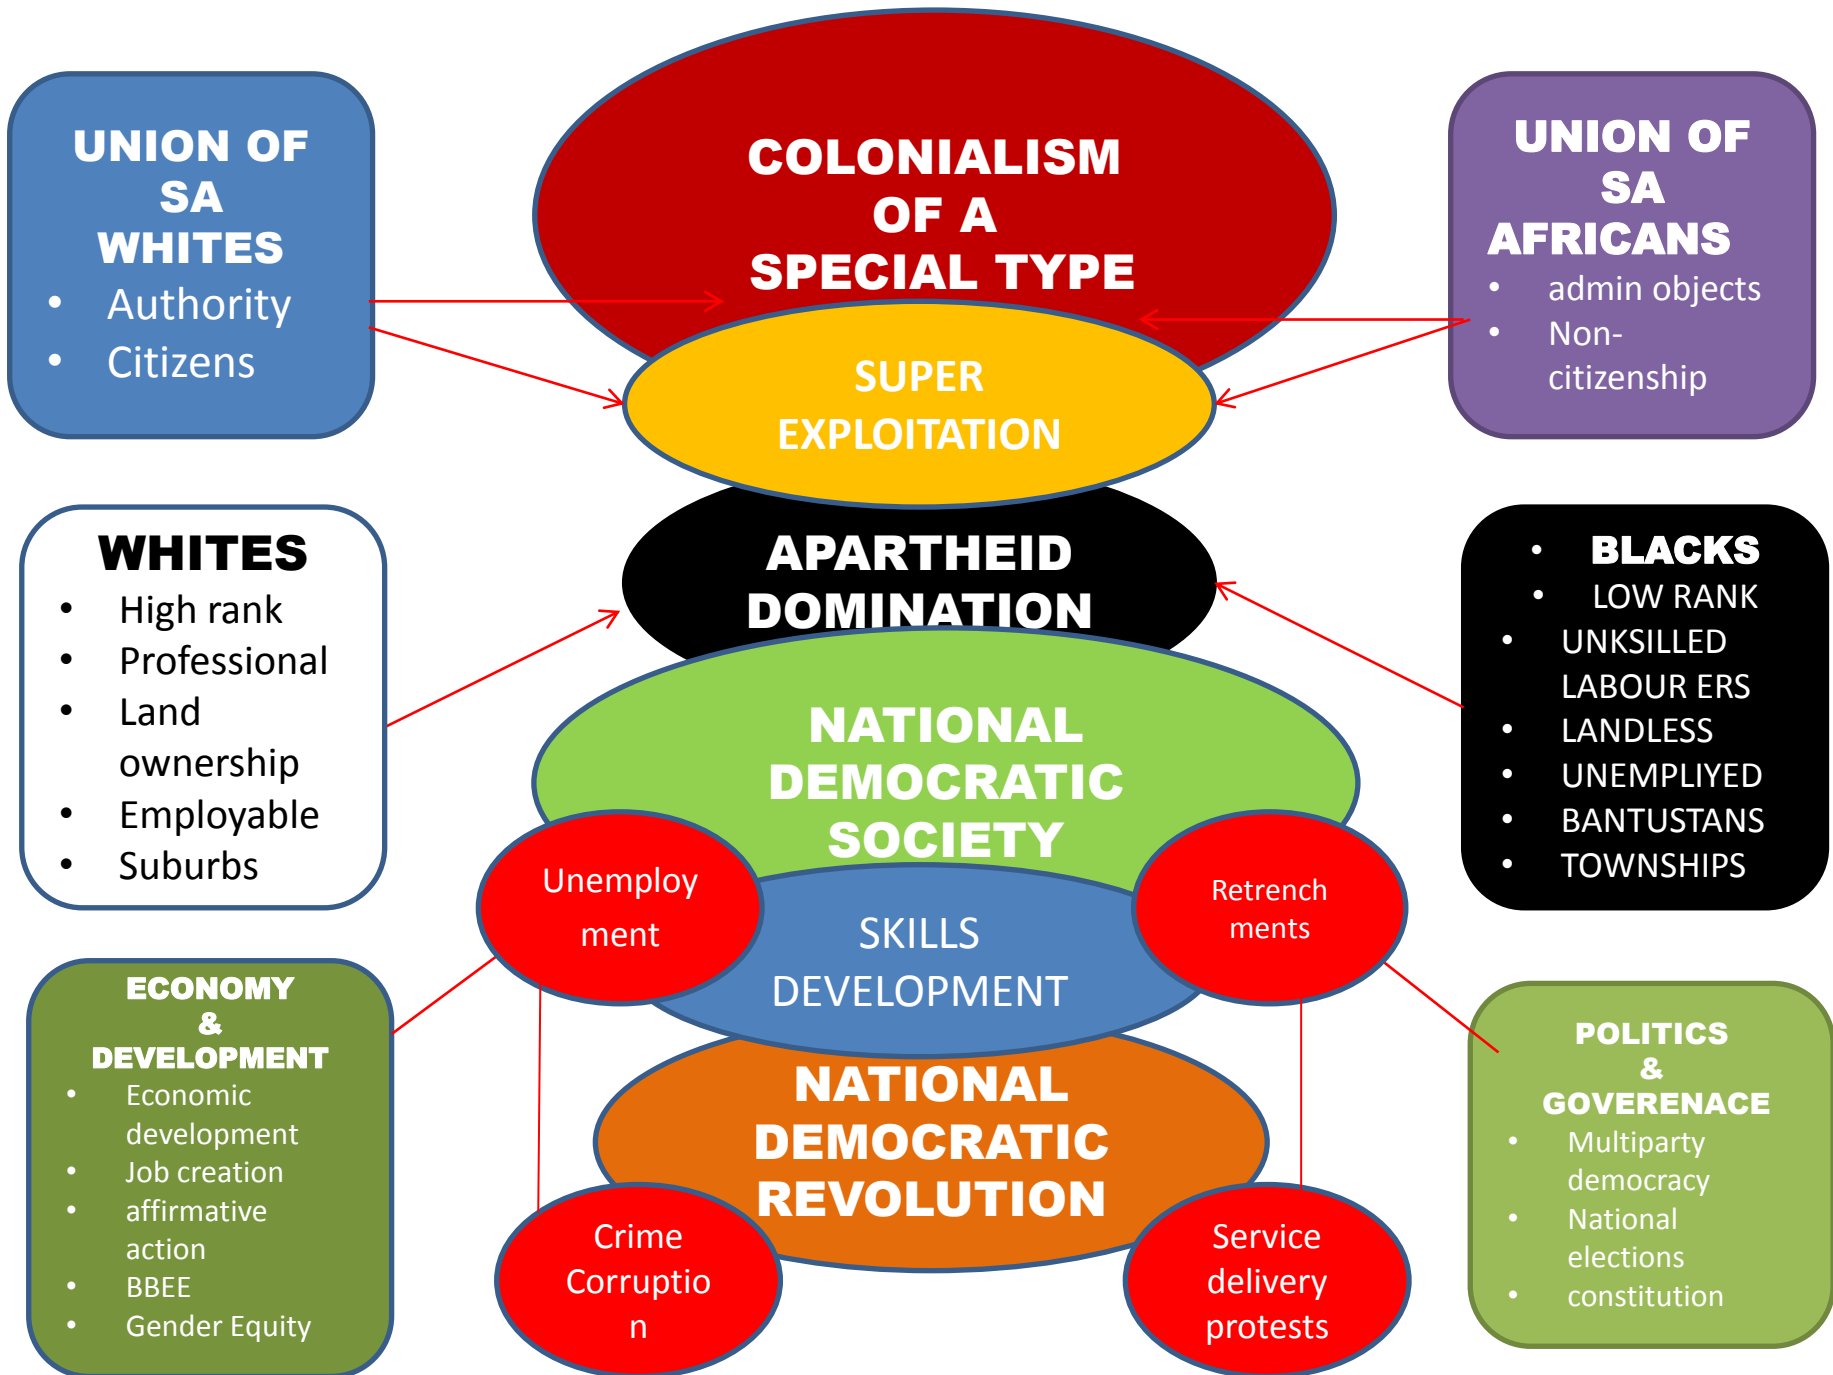 UNION OF
SA
WHITES
• Authority
• Citizens
COLONIALISM
OF A
SPECIAL TYPE
UNION OF
SA
AFRICANS
• admin objects
• Non-
citizenship
SUPER
EXPLOITATION
WHITES
• High rank
• Professional
• Land
ownership
• Employable
• Suburbs
APARTHEID
DOMINATION
• BLACKS
• LOW RANK
• UNKSILLED
LABOUR ERS
• LANDLESS
• UNEMPLIYED
• BANTUSTANS
• TOWNSHIPS
NATIONAL
DEMOCRATIC
SOCIETY
Unemploy
ment
Retrench
ments
SKILLS
DEVELOPMENT
ECONOMY
&
DEVELOPMENT
• Economic
development
• Job creation
• affirmative
action
• BBEE
• Gender Equity
NATIONAL
DEMOCRATIC
REVOLUTION
POLITICS
&
GOVERENACE
• Multiparty
democracy
• National
elections
• constitution
Crime
Corruptio
n
Service
delivery
protests